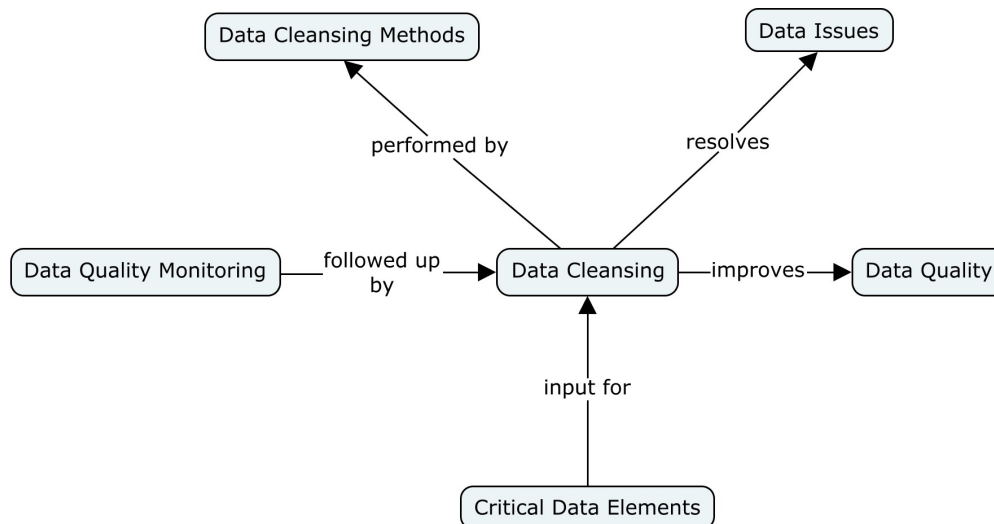 Data Cleansing Methods
Data Issues
performed by
resolves
Data Quality Monitoring
followed up
by
Data Cleansing
improves
Data Quality
input for
Critical Data Elements